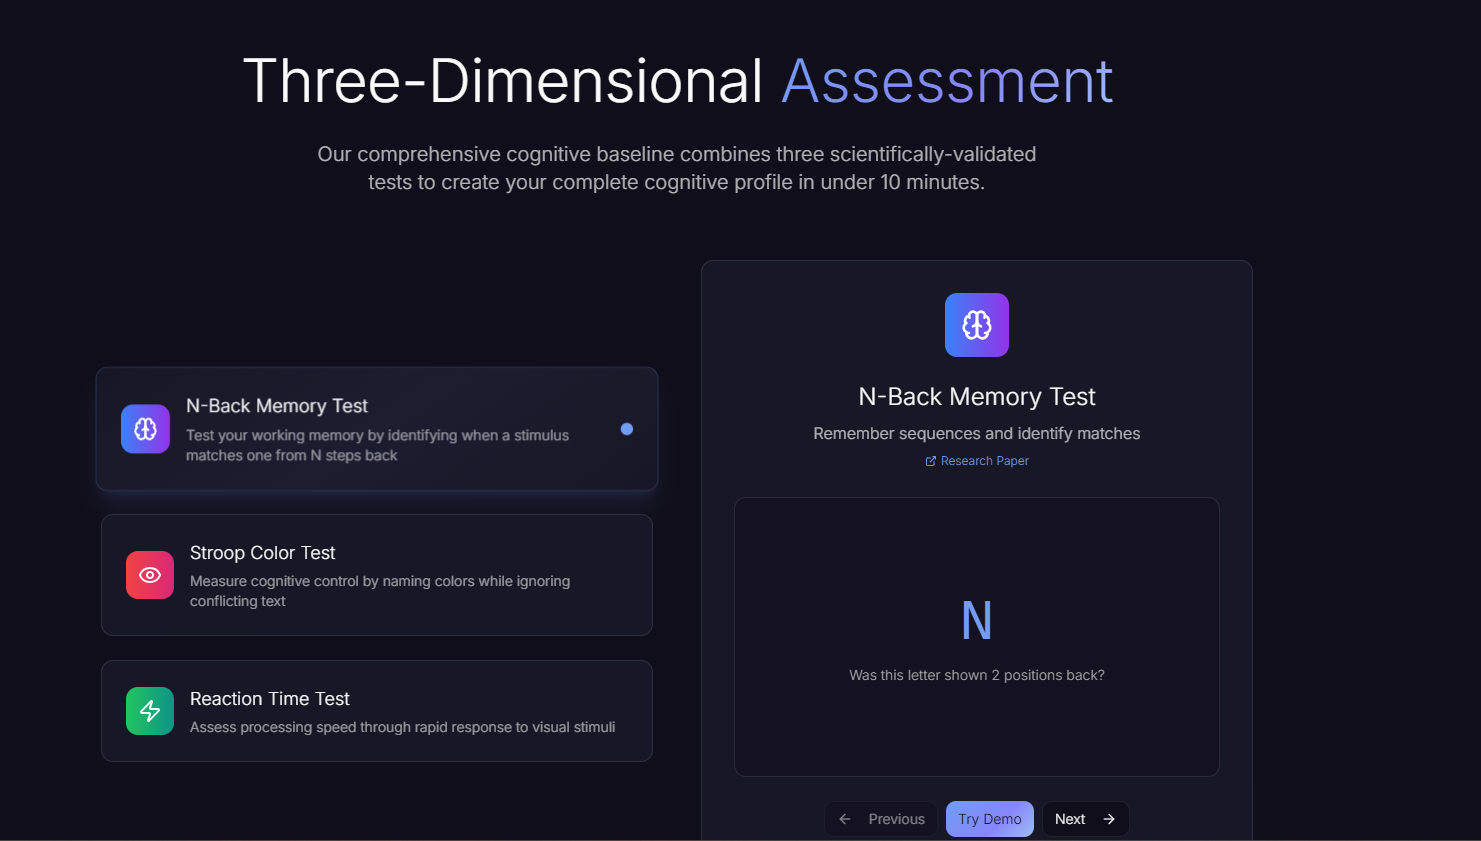 Three-Dimensional Assessment
Our comprehensive cognitive baseline combines three scientifically-validated
tests to create your complete cognitive profile in under 10 minutes.
N-Back Memory Test
Test your working memory by identifying when a stimulus
matches one from N steps back
Stroop Color Test
Measure cognitive control by naming colors while ignoring
conflicting text
Reaction Time Test
Assess processing speed through rapid response to visual stimuli
N-Back Memory Test
Remember sequences and identify matches
Research Paper
N
Was this letter shown 2 positions back?
Previous
Try Demo
Next